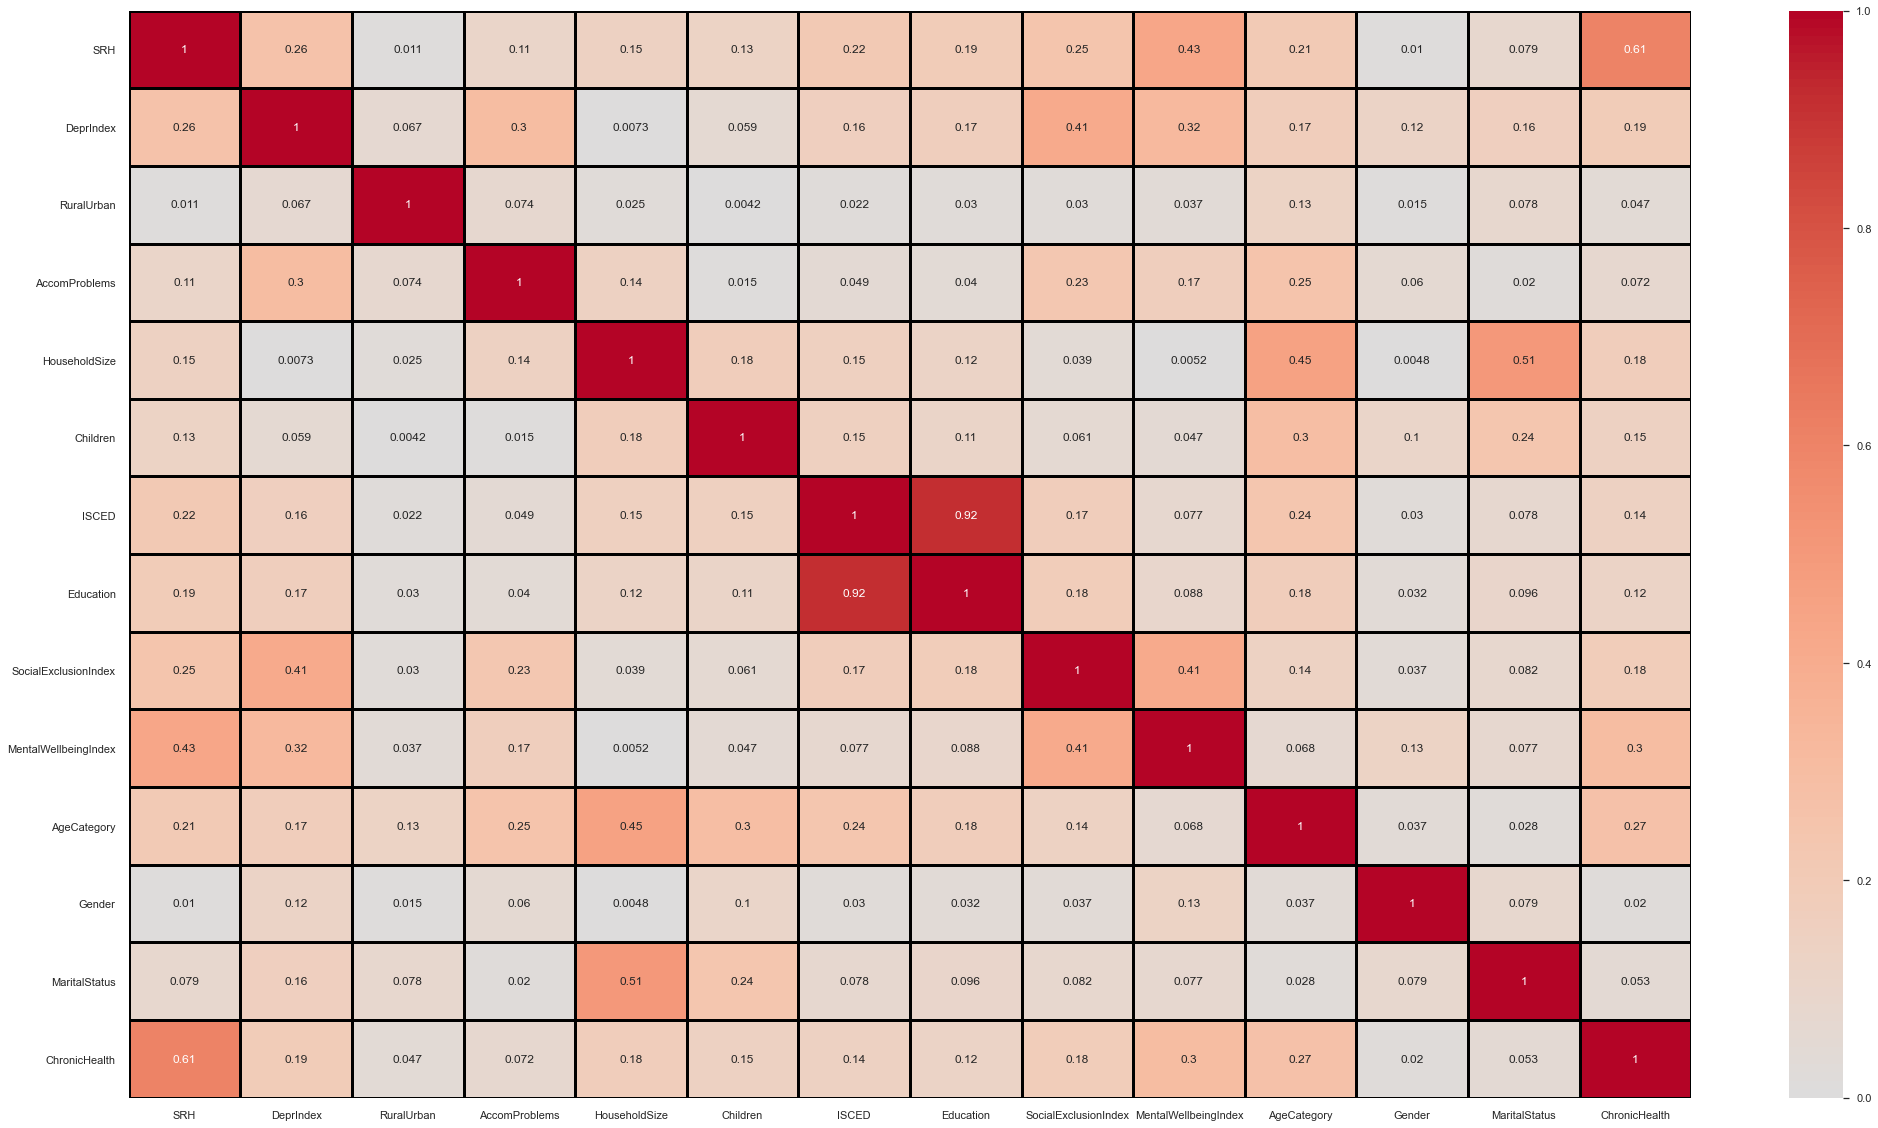 SRH 1 0.26 0.011 0.11 0.15 0.13 0.22 0.19 0.25 0.43 0.21 0.01 0.079 0.61
DeprIndex 0.26 1 0.067 0.3 0.0073 0.059 0.16 0.17 0.41 0.32 0.17 0.12 0.16 0.19
RuralUrban 0.011 0.067 1 0.074 0.025 0.0042 0.022 0.03 0.03 0.037 0.13 0.015 0.078 0.047
AccomProblems 0.11 0.3 0.074 1 0.14 0.015 0.049 0.04 0.23 0.17 0.25 0.06 0.02 0.072
HouseholdSize 0.15 0.0073 0.025 0.14 1 0.18 0.15 0.12 0.039 0.0052 0.45 0.0048 0.51 0.18
Children 0.13 0.059 0.0042 0.015 0.18 1 0.15 0.11 0.061 0.047 0.3 0.1 0.24 0.15
ISCED 0.22 0.16 0.022 0.049 0.15 0.15 1 0.92 0.17 0.077 0.24 0.03 0.078 0.14
Education 0.19 0.17 0.03 0.04 0.12 0.11 0.92 1 0.18 0.088 0.18 0.032 0.096 0.12
SocialExclusionIndex 0.25 0.41 0.03 0.23 0.039 0.061 0.17 0.18 1 0.41 0.14 0.037 0.082 0.18
MentalWellbeingIndex 0.43 0.32 0.037 0.17 0.0052 0.047 0.077 0.088 0.41 1 0.068 0.13 0.077 0.3
AgeCategory 0.21 0.17 0.13 0.25 0.45 0.3 0.24 0.18 0.14 0.068 1 0.037 0.028 0.27
Gender 0.01 0.12 0.015 0.06 0.0048 0.1 0.03 0.032 0.037 0.13 0.037 1 0.079 0.02
MaritalStatus 0.079 0.16 0.078 0.02 0.51 0.24 0.078 0.096 0.082 0.077 0.028 0.079 1 0.053
ChronicHealth 0.61 0.19 0.047 0.072 0.18 0.15 0.14 0.12 0.18 0.3 0.27 0.02 0.053 1
SRH DeprIndex RuralUrban AccomProblems HouseholdSize Children ISCED Education SocialExclusionIndex MentalWellbeingIndex AgeCategory Gender MaritalStatus ChronicHealth
1.0
0.8
0.6
0.4
0.2
0.0